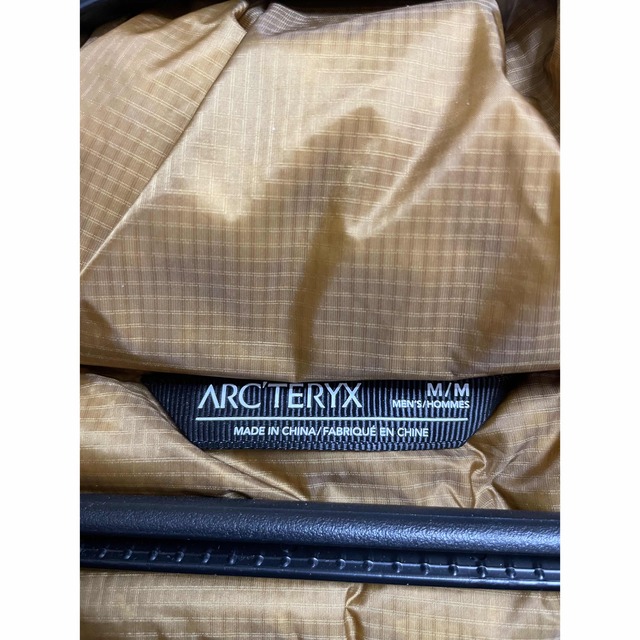 ARC'TERYX M/M
MEN'S/HOMMES
MADE IN CHINA/FABRIQUÉ EN CHINE